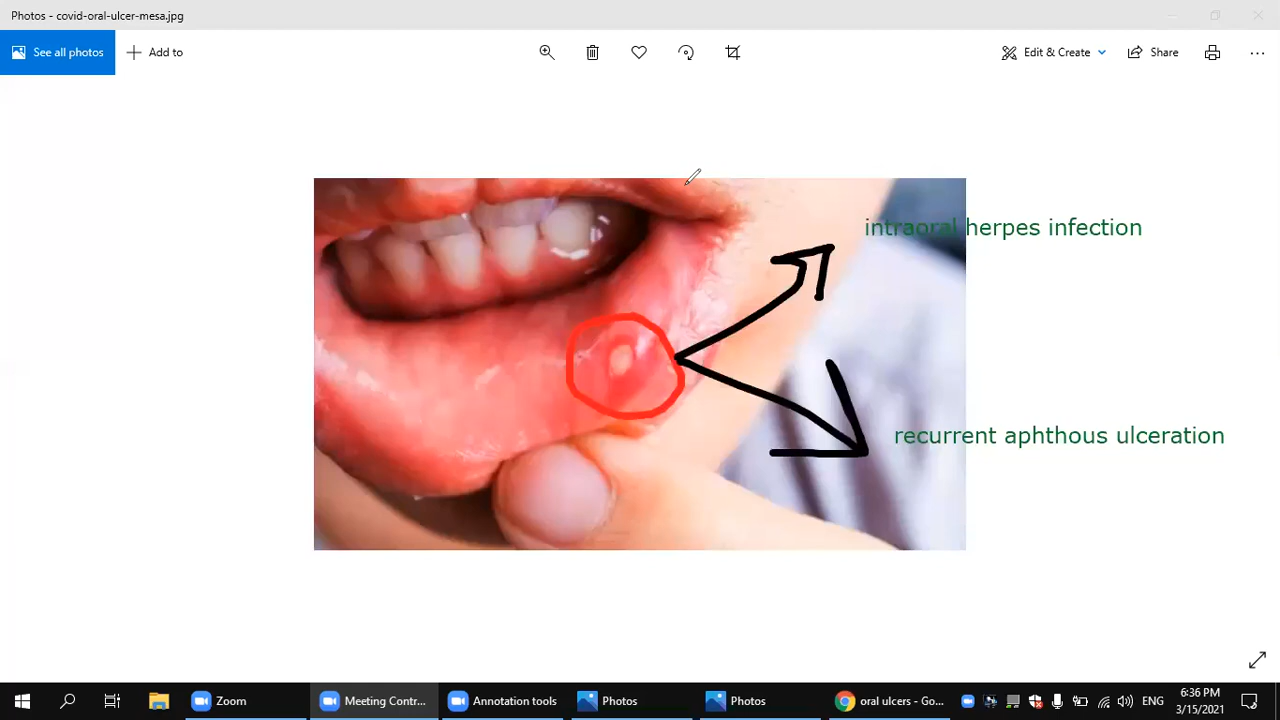 Photos - covid-oral-ulcer-mesa.jpg
See all photos
Add to
Edit & Create
Share
intraoral herpes infection
recurrent aphthous ulceration
Zoom
Meeting Contr...
Annotation tools
Photos
Photos
oral ulcers - Go...
ENG
6:36 PM
3/15/2021